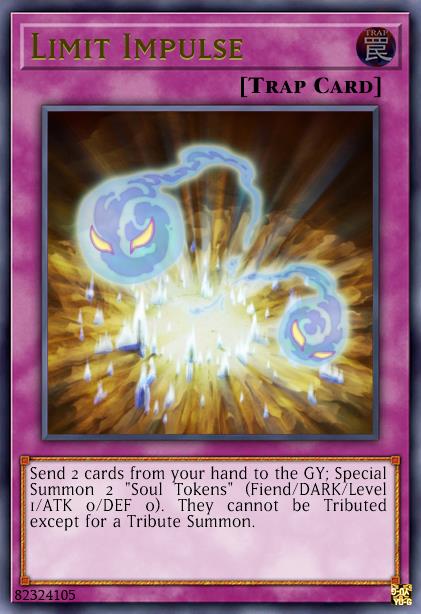 LIMIT IMPULSE
TRAP
罠
[TRAP CARD]
Send 2 cards from your hand to the GY; Special
Summon 2 "Soul Tokens" (Fiend/DARK/Level
1/ATK 0/DEF 0). They cannot be Tributed
except for a Tribute Summon.
82324105